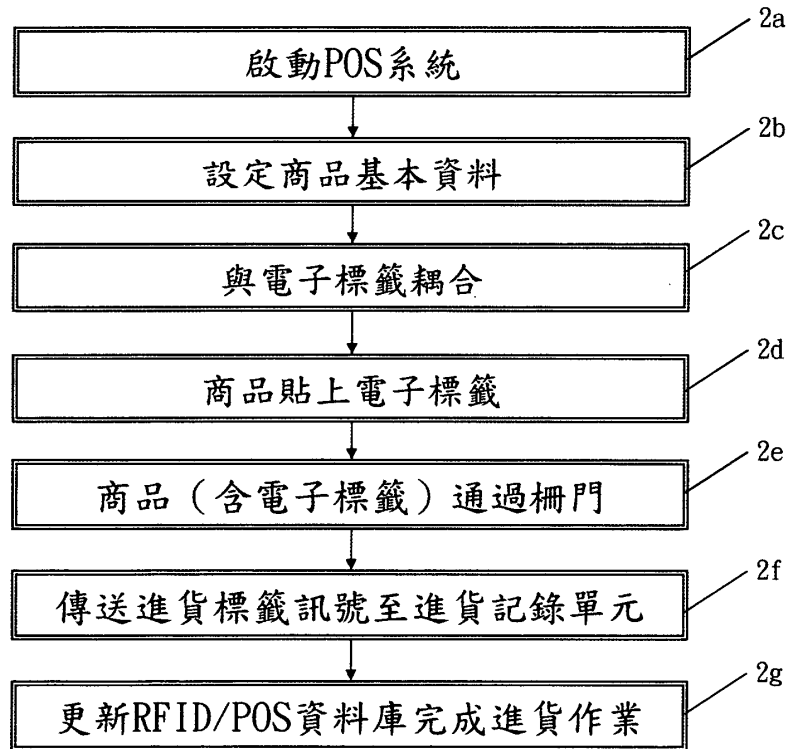 啟動POS系統
2a
設定商品基本資料
2b
與電子標籤耦合
2c
商品貼上電子標籤
2d
商品（含電子標籤）通過柵門
2e
傳送進貨標籤訊號至進貨記錄單元
2f
更新RFID/POS資料庫完成進貨作業
2g